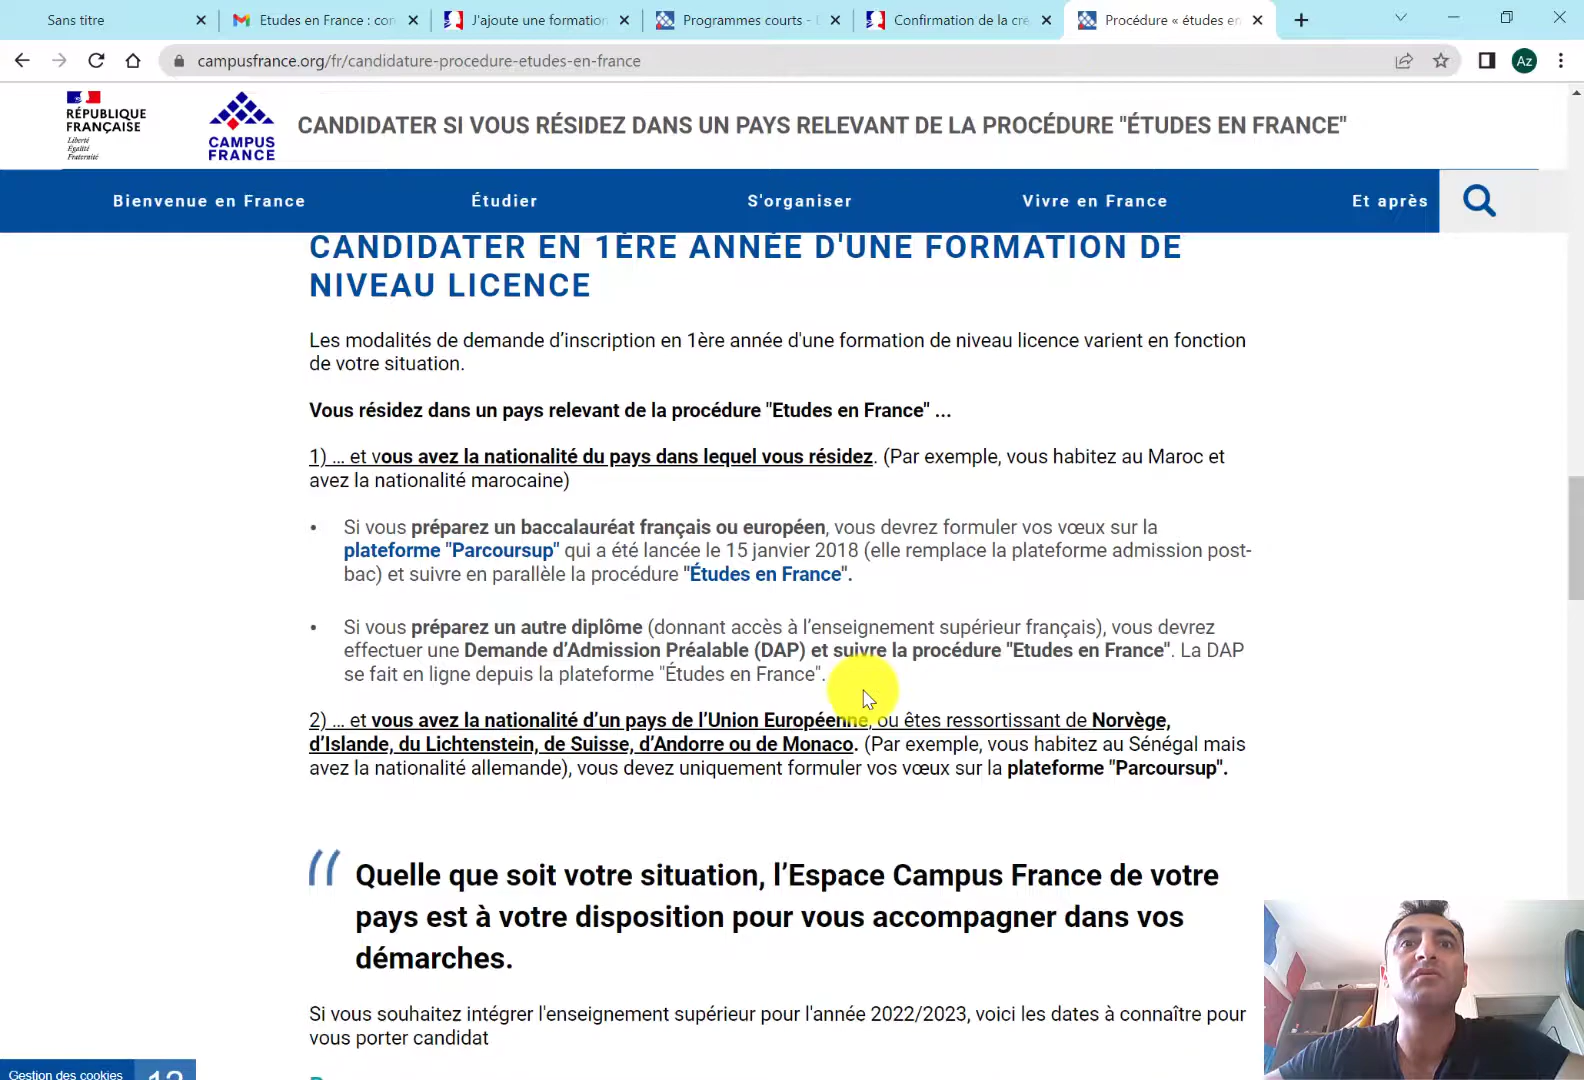 Sans titre
Etudes en France : co
J'ajoute une formation
Programmes courts -
Confirmation de la cré
Procédure « études en
campusfrance.org/fr/candidature-procedure-etudes-en-france
Az
RÉPUBLIQUE
FRANÇAISE
Liberté
Égalité
Fraternité
CAMPUS
FRANCE
CANDIDATER SI VOUS RÉSIDEZ DANS UN PAYS RELEVANT DE LA PROCÉDURE "ÉTUDES EN FRANCE"
Bienvenue en France
Étudier
S'organiser
Vivre en France
Et après
CANDIDATER EN 1ÈRE ANNÉE D'UNE FORMATION DE
NIVEAU LICENCE
Les modalités de demande d’inscription en 1ère année d'une formation de niveau licence varient en fonction
de votre situation.
Vous résidez dans un pays relevant de la procédure "Etudes en France" ...
1) ... et vous avez la nationalité du pays dans lequel vous résidez. (Par exemple, vous habitez au Maroc et
avez la nationalité marocaine)
• Si vous préparez un baccalauréat français ou européen, vous devrez formuler vos vœux sur la
plateforme "Parcoursup" qui a été lancée le 15 janvier 2018 (elle remplace la plateforme admission post-
bac) et suivre en parallèle la procédure "Études en France".
• Si vous préparez un autre diplôme (donnant accès à l’enseignement supérieur français), vous devrez
effectuer une Demande d’Admission Préalable (DAP) et suivre la procédure "Etudes en France". La DAP
se fait en ligne depuis la plateforme "Études en France".
2) ... et vous avez la nationalité d’un pays de l’Union Européenne, ou êtes ressortissant de Norvège,
d’Islande, du Lichtenstein, de Suisse, d’Andorre ou de Monaco. (Par exemple, vous habitez au Sénégal mais
avez la nationalité allemande), vous devez uniquement formuler vos vœux sur la plateforme "Parcoursup".
Quelle que soit votre situation, l’Espace Campus France de votre
pays est à votre disposition pour vous accompagner dans vos
démarches.
Si vous souhaitez intégrer l'enseignement supérieur pour l'année 2022/2023, voici les dates à connaître pour
vous porter candidat
Gestion des cookies